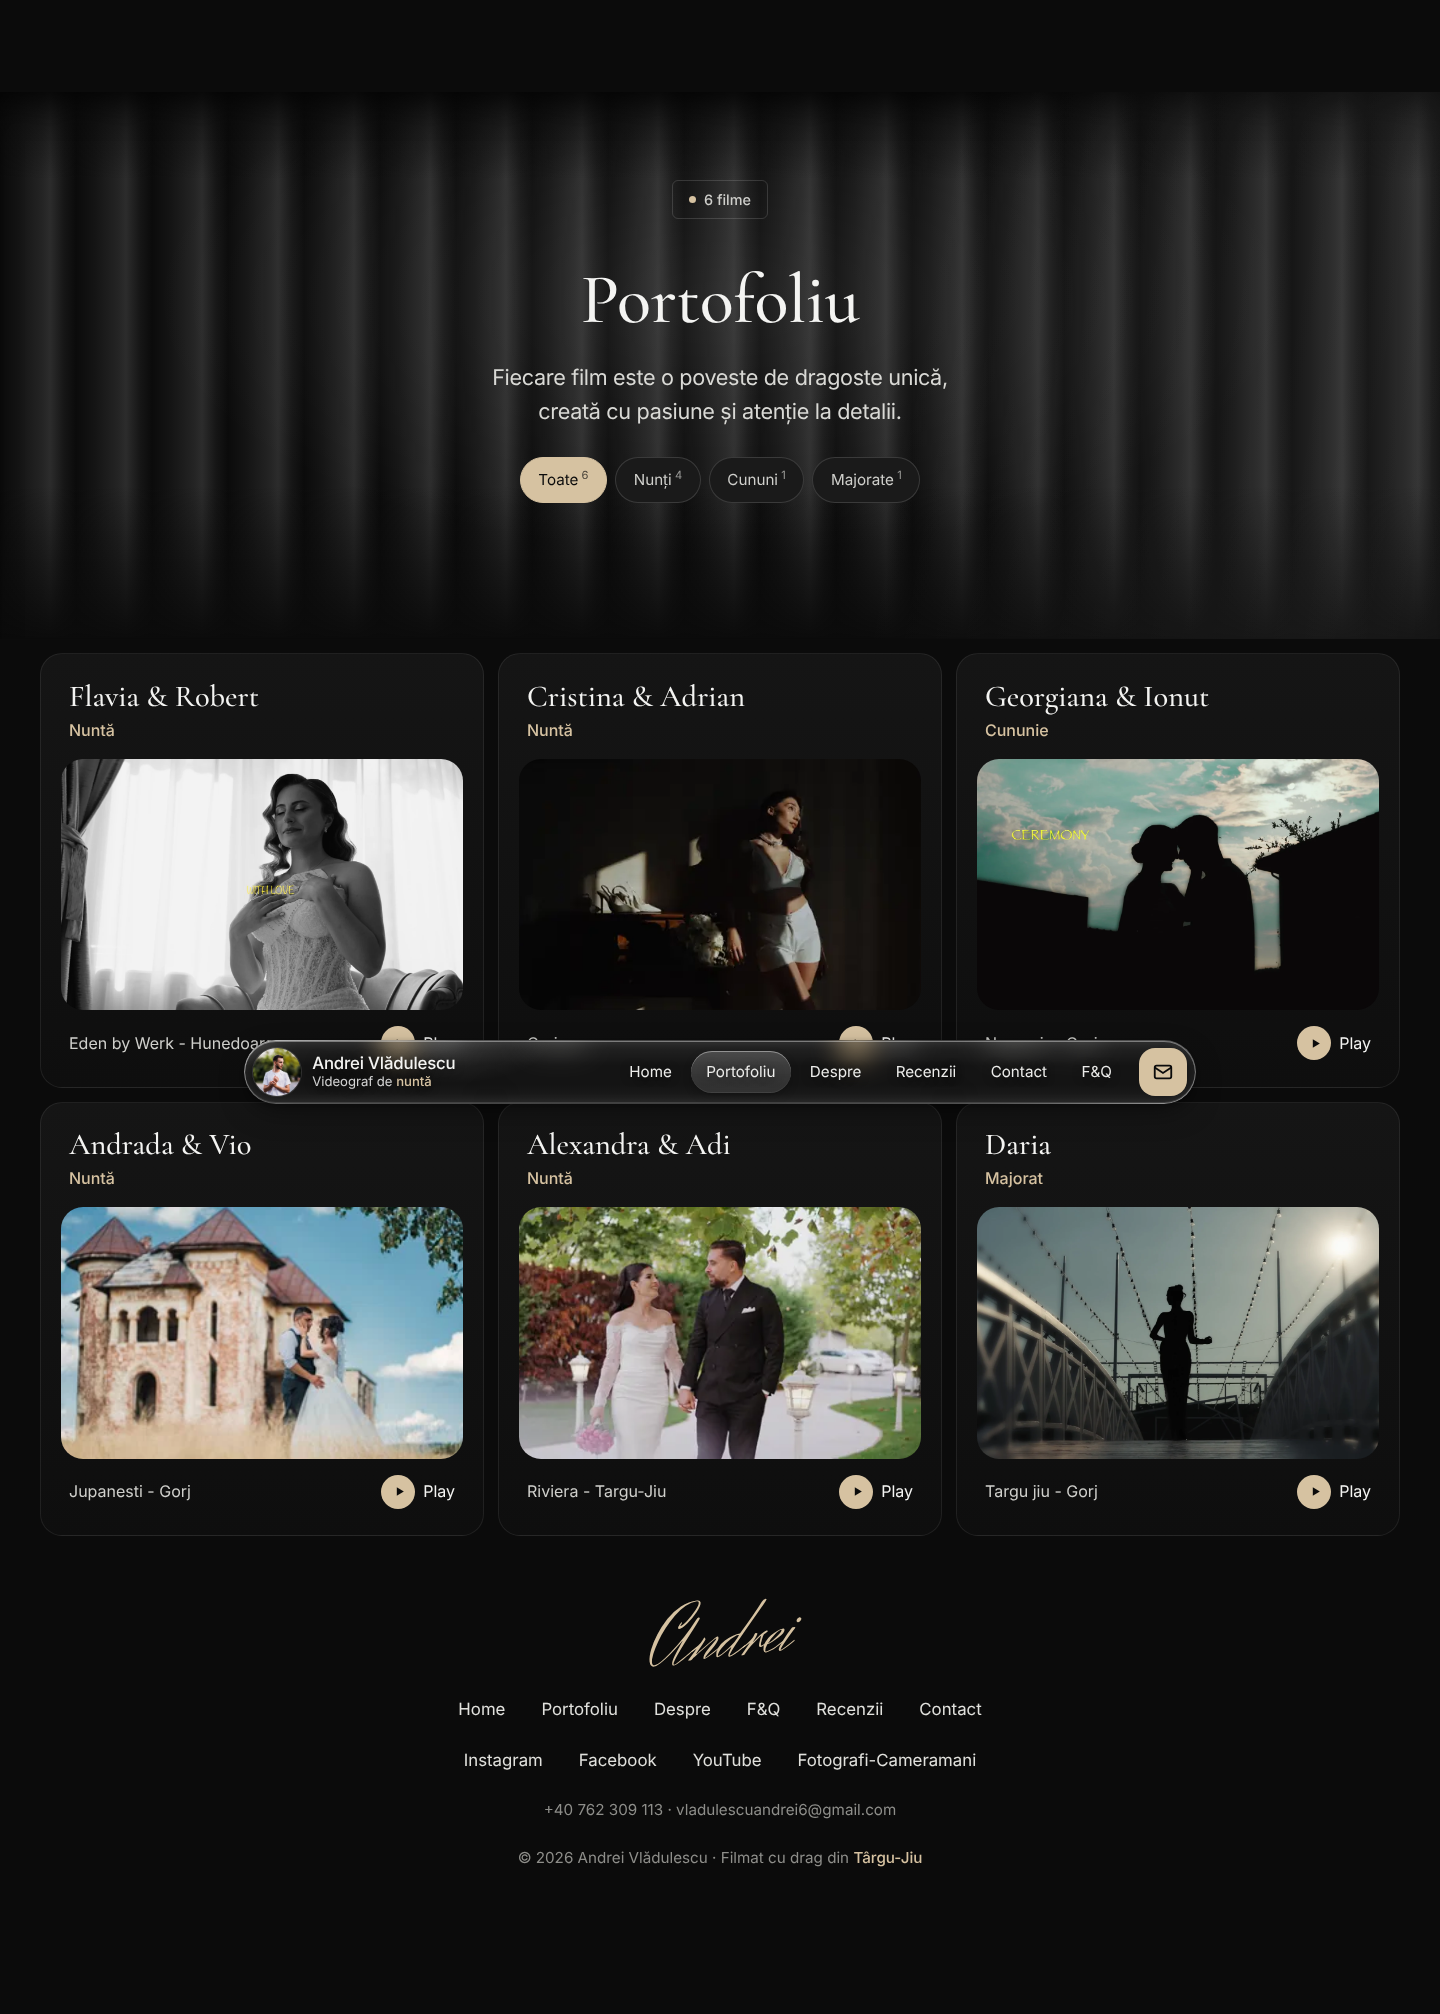 6 filme
Portofoliu
Fiecare film este o poveste de dragoste unică,
creată cu pasiune și atenție la detalii.
Toate 6
Nunți 4
Cununi 1
Majorate 1
Flavia & Robert
Nuntă
Cristina & Adrian
Nuntă
Georgiana & Ionut
Cununie
LOVE
CEREMONY
Eden by Werk - Hunedoara
Play
Andrei Vlădulescu
Videograf de nuntă
Home
Portofoliu
Despre
Recenzii
Contact
F&Q
Andrada & Vio
Nuntă
Alexandra & Adi
Nuntă
Daria
Majorat
Jupanesti - Gorj
Play
Riviera - Targu-Jiu
Play
Targu jiu - Gorj
Play
Andrei
Home Portofoliu Despre F&Q Recenzii Contact
Instagram Facebook YouTube Fotografi-Cameramani
+40 762 309 113 · vladulescuandrei6@gmail.com
© 2026 Andrei Vlădulescu · Filmat cu drag din Târgu-Jiu